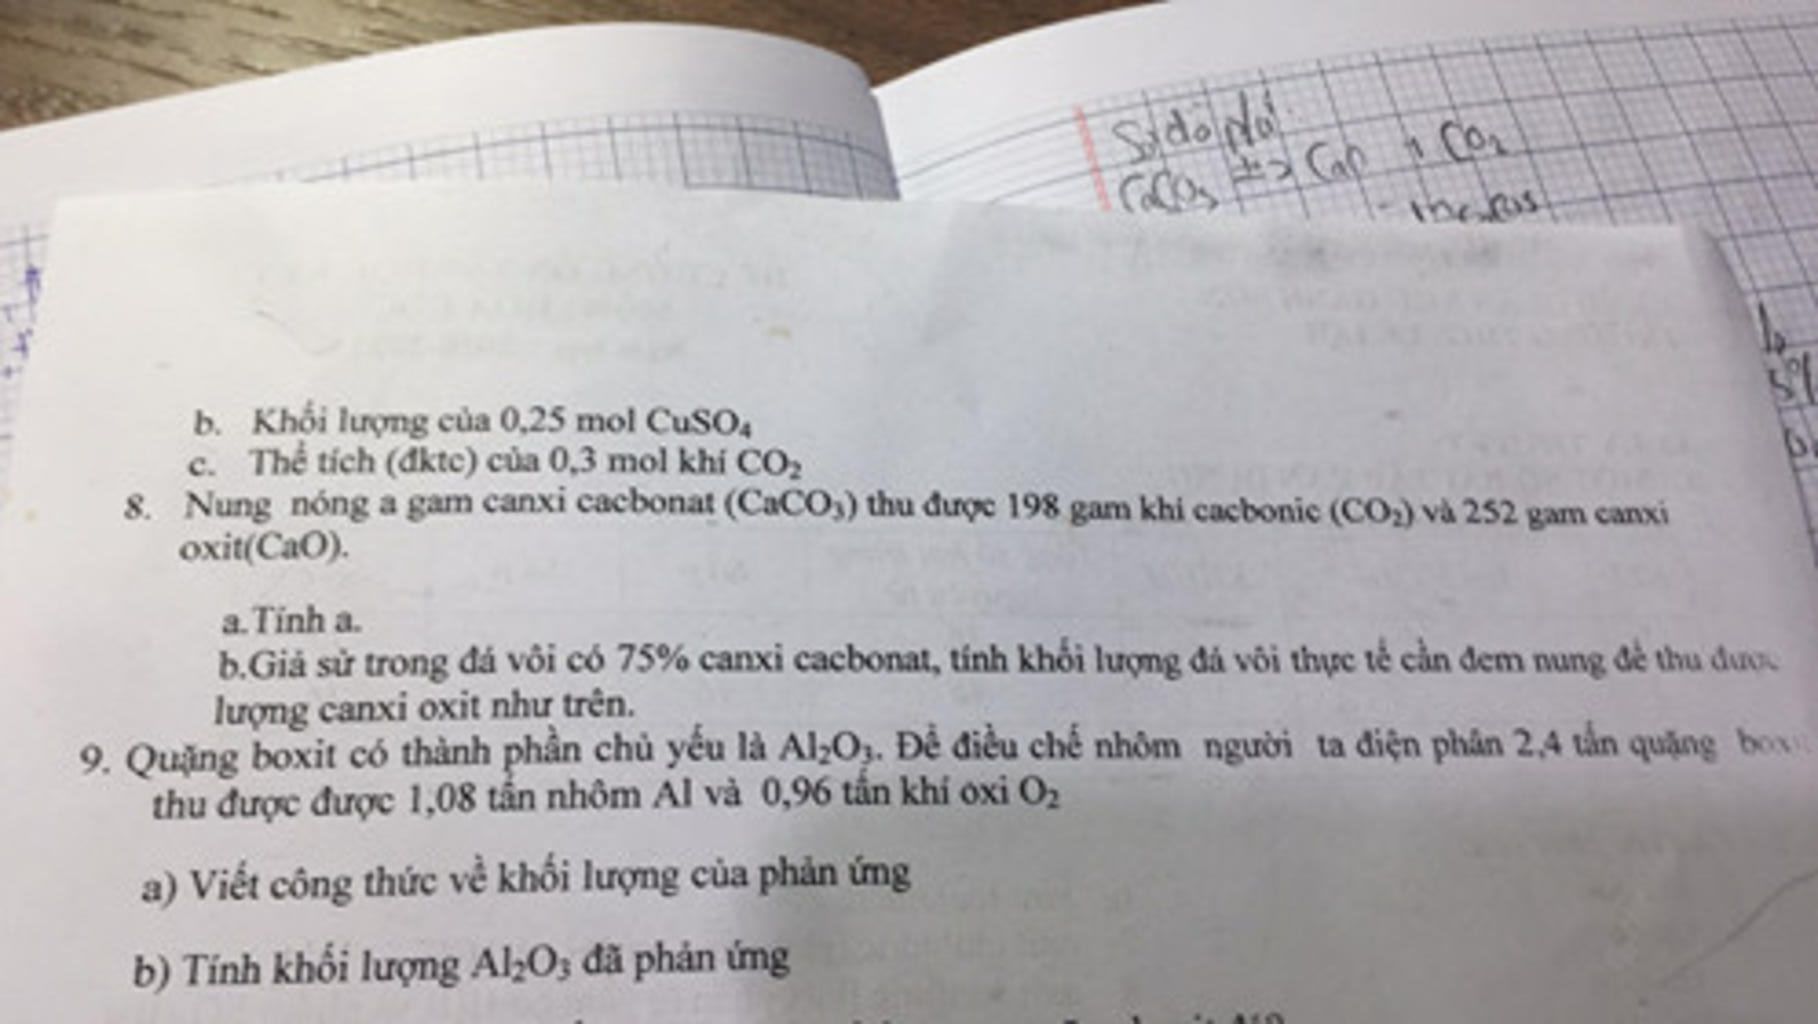 Sơ đồ p/ứ
CaCO₃ t°-> CaO + CO₂
b. Khối lượng của 0,25 mol CuSO₄
c. Thể tích (đktc) của 0,3 mol khí CO₂
8. Nung nóng a gam canxi cacbonat (CaCO₃) thu được 198 gam khí cacbonic (CO₂) và 252 gam canxi
oxit(CaO).
a. Tính a.
b.Giả sử trong đá vôi có 75% canxi cacbonat, tính khối lượng đá vôi thực tế cần đem nung để thu được
lượng canxi oxit như trên.
9. Quặng boxit có thành phần chủ yếu là Al₂O₃. Để điều chế nhôm người ta điện phân 2,4 tấn quặng boxit
thu được được 1,08 tấn nhôm Al và 0,96 tấn khí oxi O₂
a) Viết công thức về khối lượng của phản ứng
b) Tính khối lượng Al₂O₃ đã phản ứng